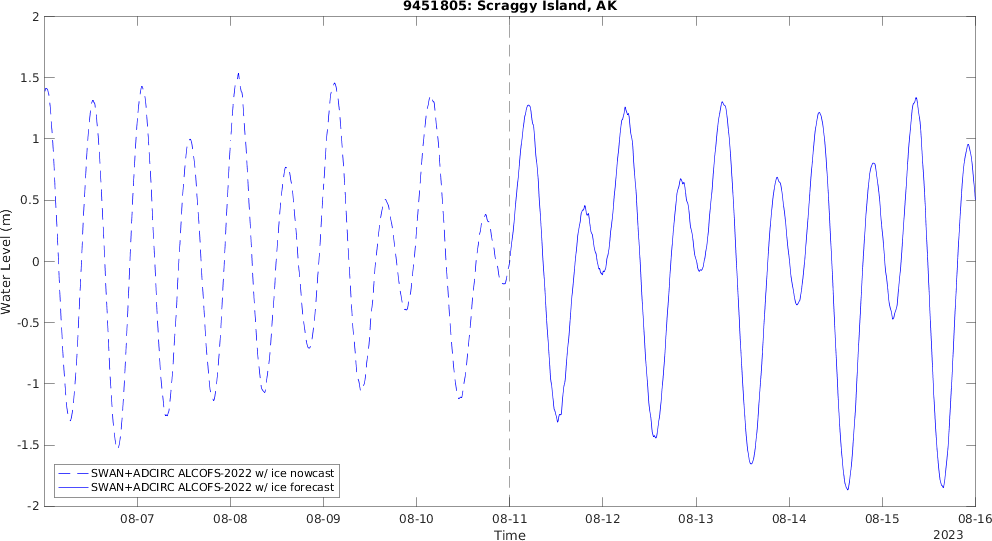 9451805: Scraggy Island, AK
2
1.5
1
0.5
0
-0.5
-1
-1.5
-2
Water Level (m)
SWAN+ADCIRC ALCOFS-2022 w/ ice nowcast
SWAN+ADCIRC ALCOFS-2022 w/ ice forecast
08-07 08-08 08-09 08-10 08-11 08-12 08-13 08-14 08-15 08-16
Time
2023